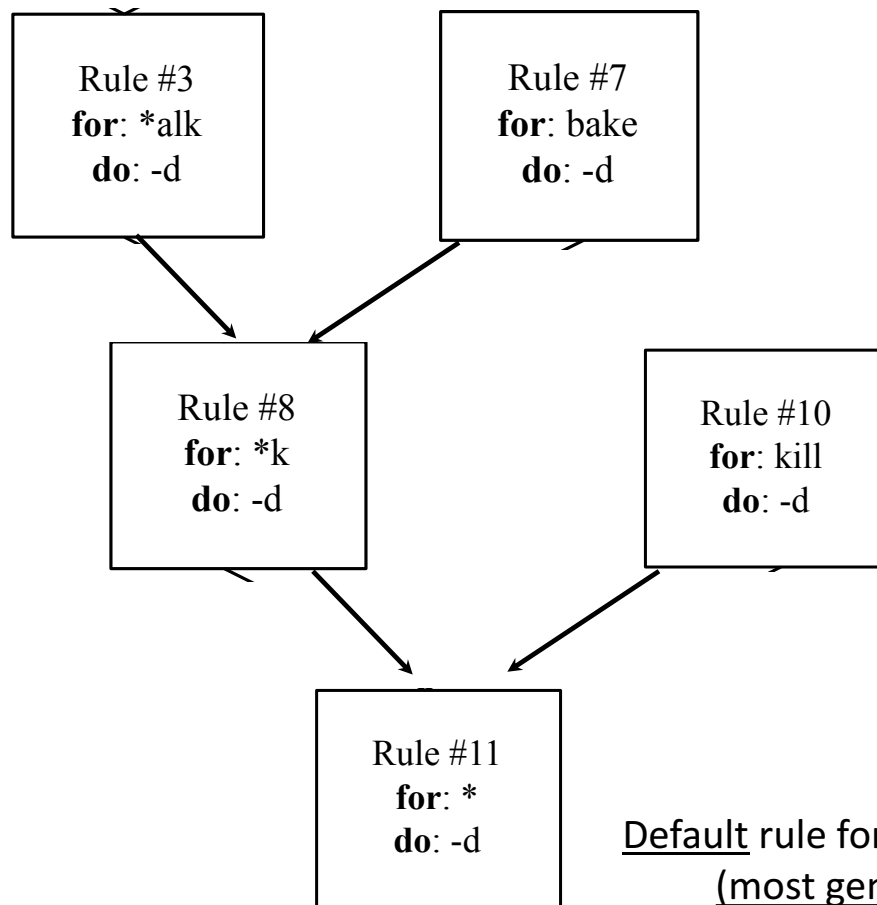 Rule #3
for: *alk
do: -d
Rule #7
for: bake
do: -d
Rule #8
for: *k
do: -d
Rule #10
for: kill
do: -d
Rule #11
for: *
do: -d
Default rule for
(most gen